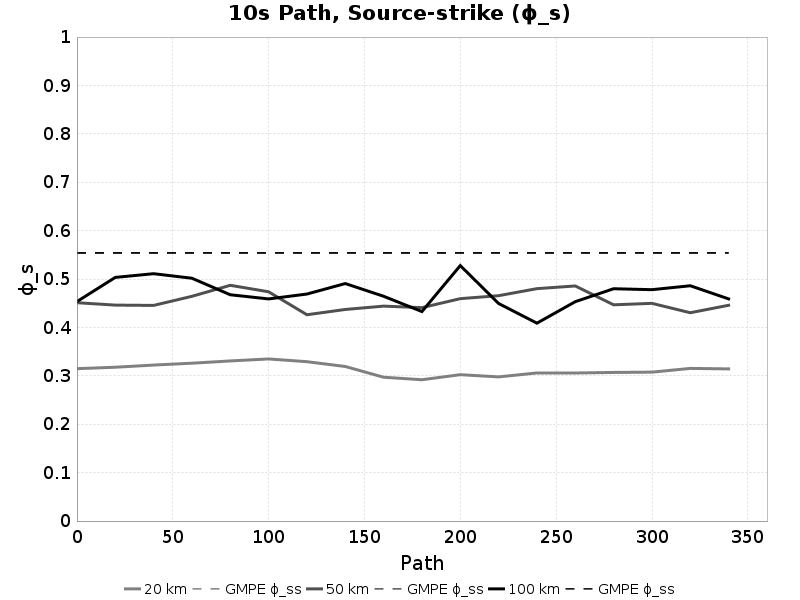 10s Path, Source-strike (ϕ_s)
1
0.9
0.8
0.7
0.6
0.5
0.4
0.3
0.2
0.1
0
ϕ_s
0 50 100 150 200 250 300 350
Path
20 km GMPE ϕ_ss 50 km GMPE ϕ_ss 100 km GMPE ϕ_ss